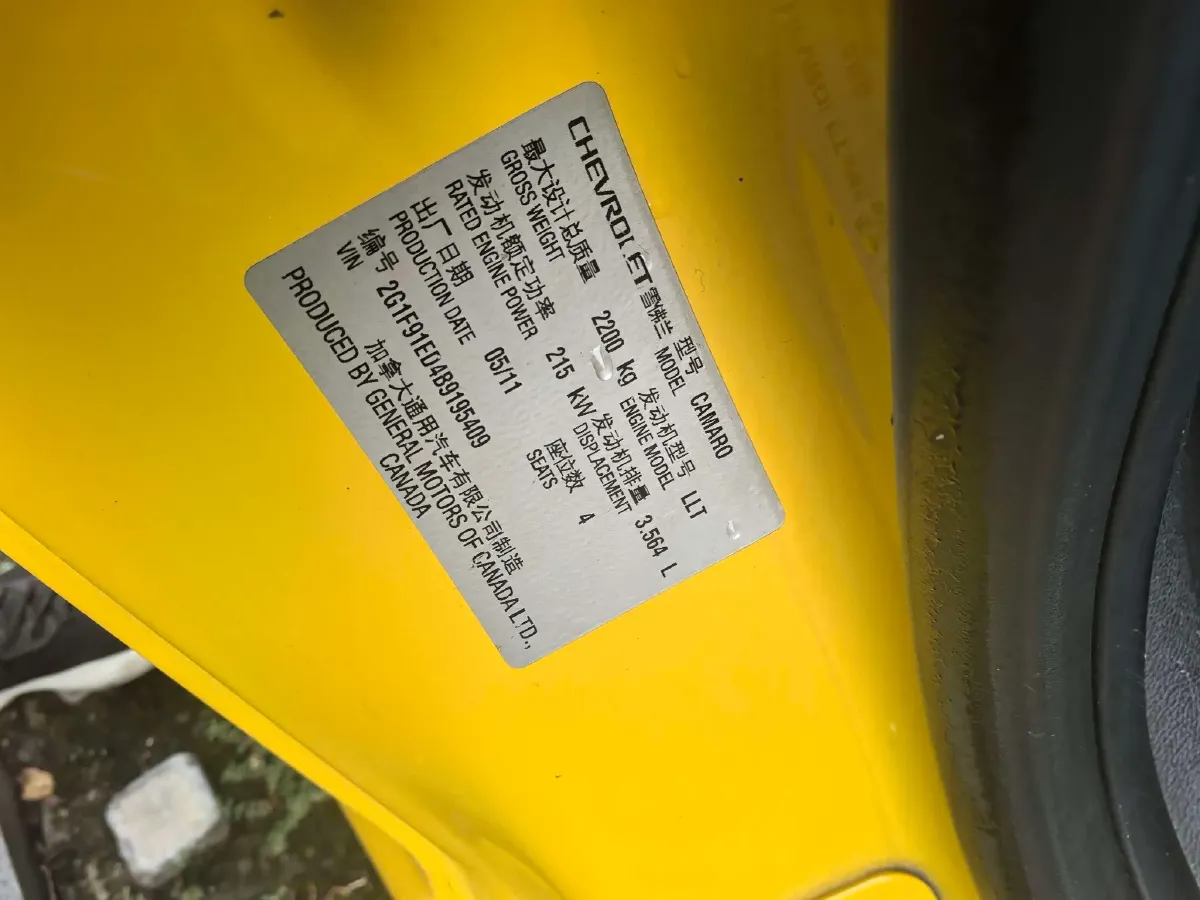 CHEVROLET 雪佛兰 型号 CAMARO
MODEL
最大设计总质量 2200 kg 发动机型号 LLT
GROSS WEIGHT ENGINE MODEL
发动机额定功率 215 kW 发动机排量 3.564 L
RATED ENGINE POWER DISPLACEMENT
出厂日期 05/11 座位数 4
PRODUCTION DATE SEATS
编号 2G1F91ED4B9195409
VIN
加拿大通用汽车有限公司制造
PRODUCED BY GENERAL MOTORS OF CANADA LTD.,
CANADA